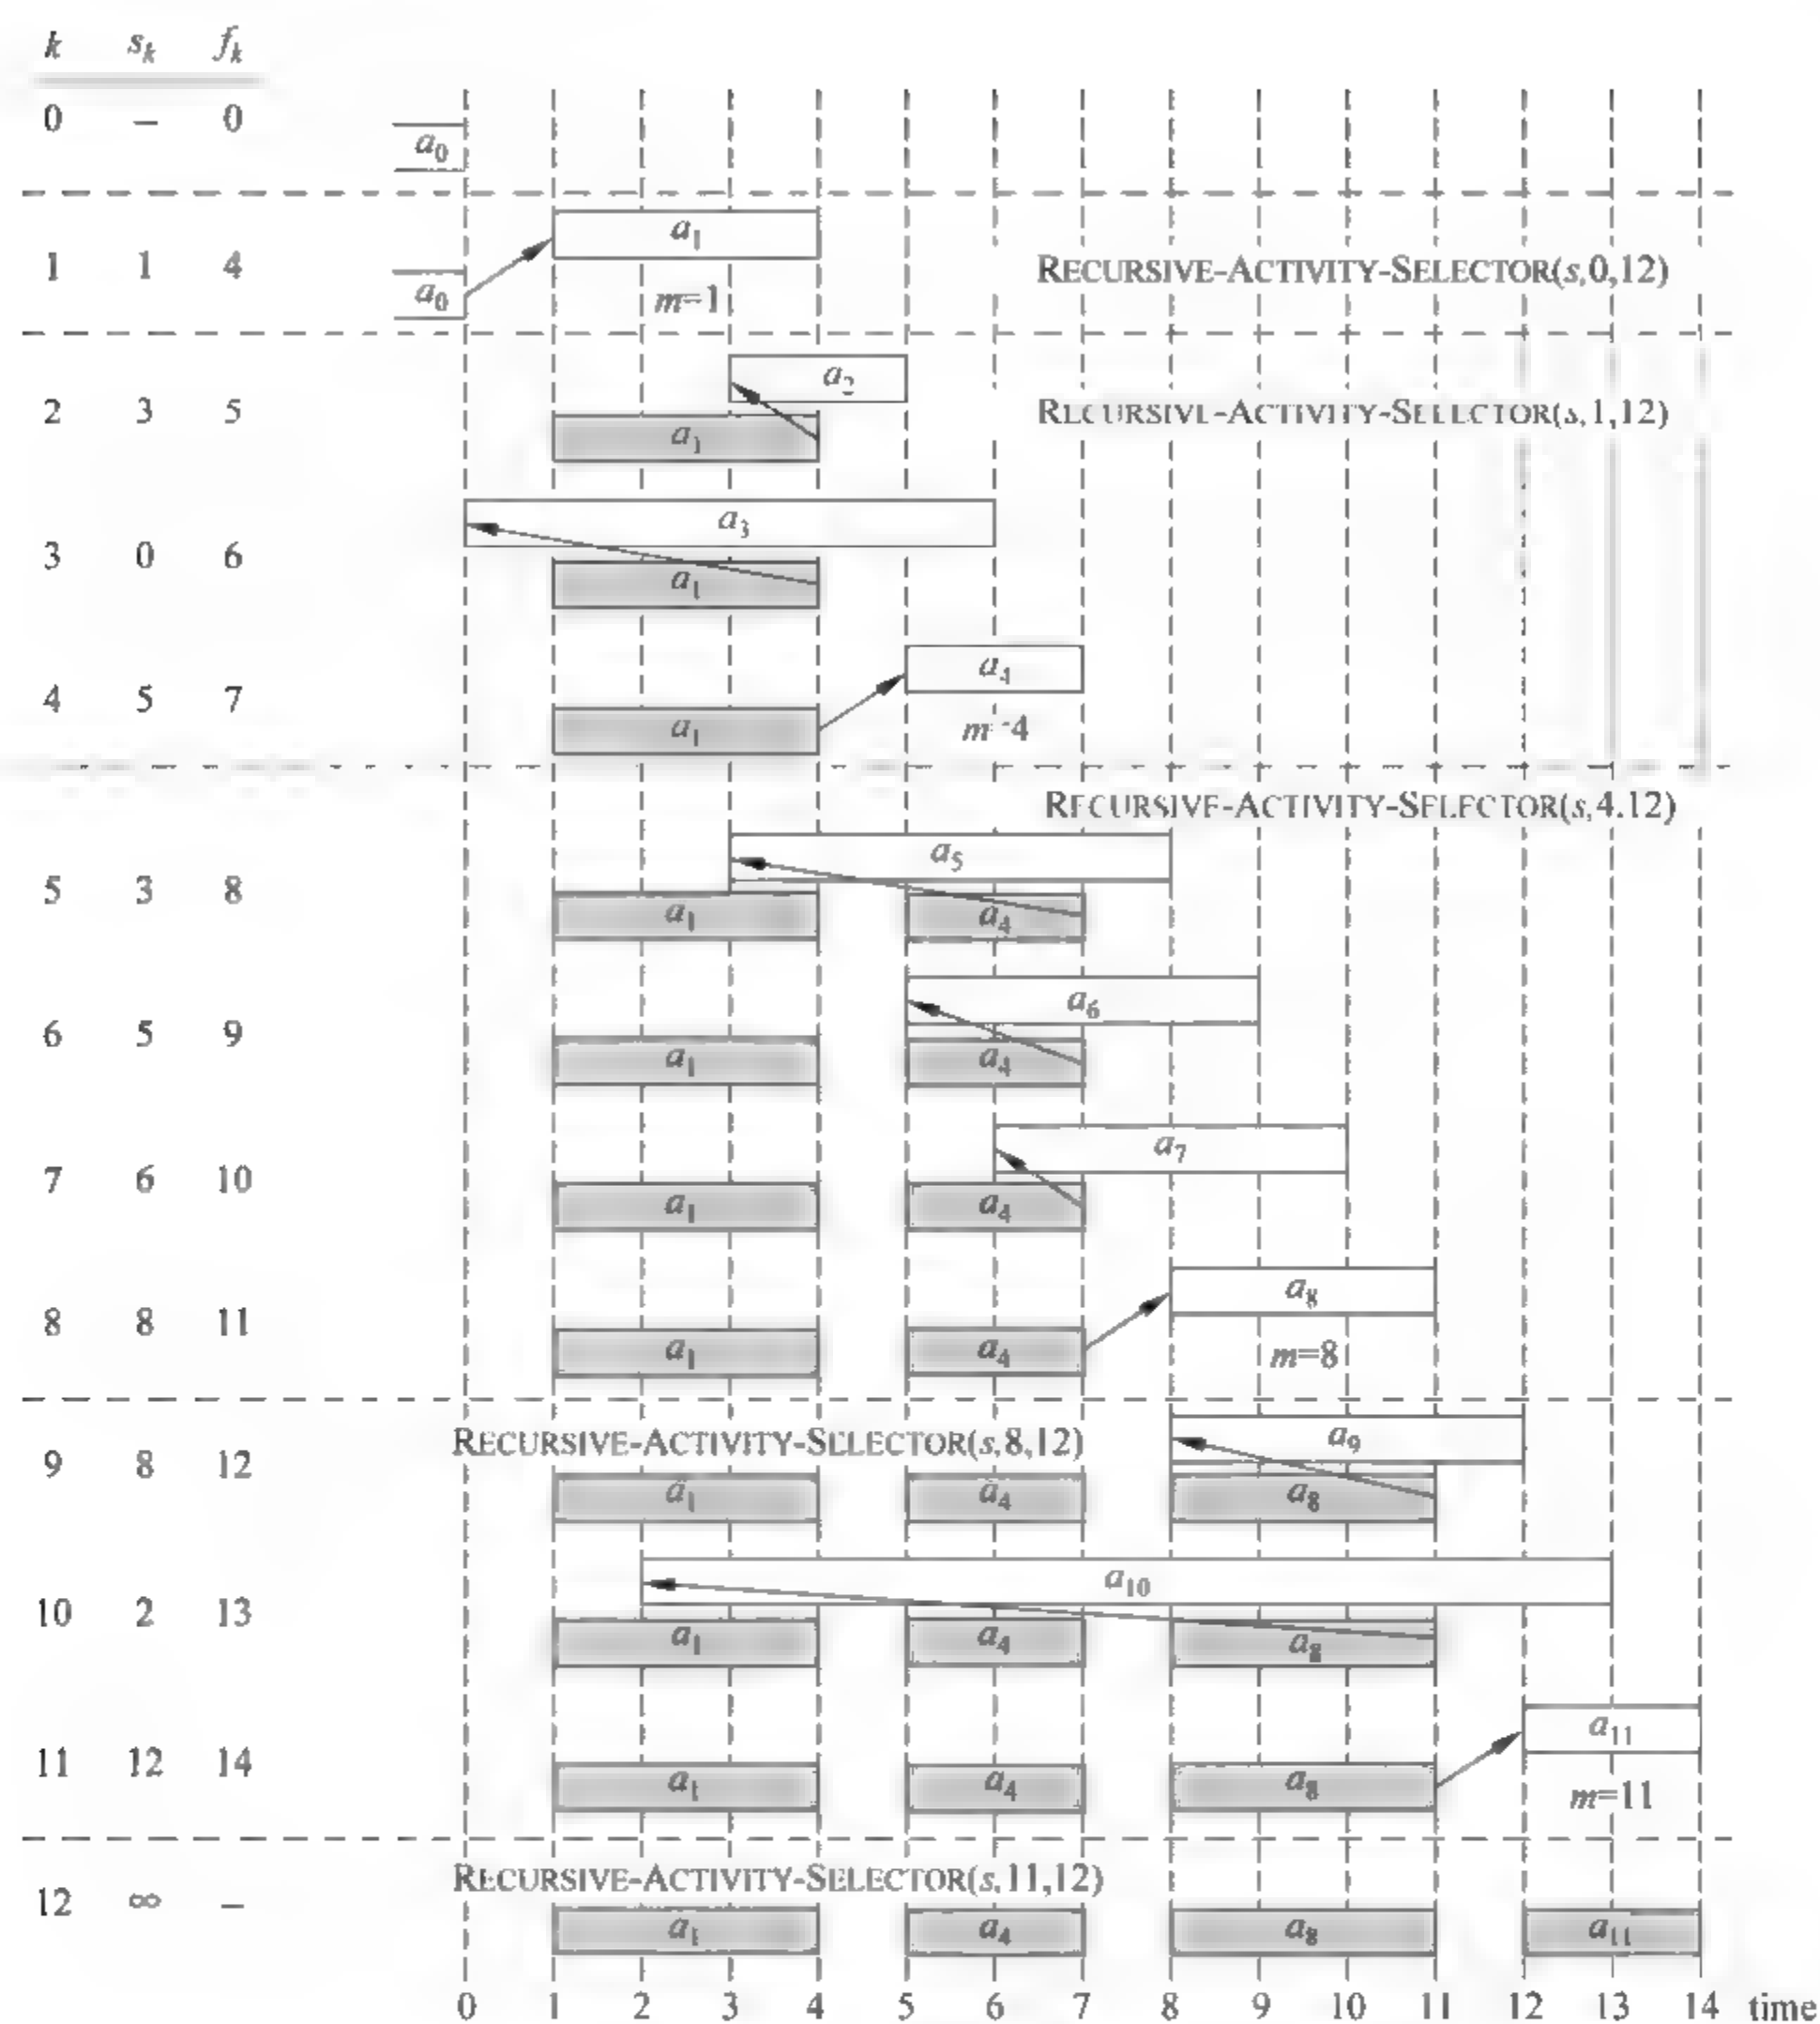 k s_k f_k
0 – 0
a_0
1 1 4
a_1
a_0
m=1
RECURSIVE-ACTIVITY-SELECTOR(s,0,12)
2 3 5
a_2
a_1
RECURSIVE-ACTIVITY-SELECTOR(s,1,12)
3 0 6
a_3
a_1
4 5 7
a_4
a_1
m=4
RECURSIVE-ACTIVITY-SELECTOR(s,4.12)
5 3 8
a_5
a_1 a_4
6 5 9
a_6
a_1 a_4
7 6 10
a_7
a_1 a_4
8 8 11
a_8
a_1 a_4
m=8
RECURSIVE-ACTIVITY-SELECTOR(s,8,12)
9 8 12
a_9
a_1 a_4 a_8
10 2 13
a_10
a_1 a_4 a_8
11 12 14
a_11
a_1 a_4 a_8
m=11
RECURSIVE-ACTIVITY-SELECTOR(s,11,12)
12 ∞ –
a_1 a_4 a_8 a_11
0 1 2 3 4 5 6 7 8 9 10 11 12 13 14 time